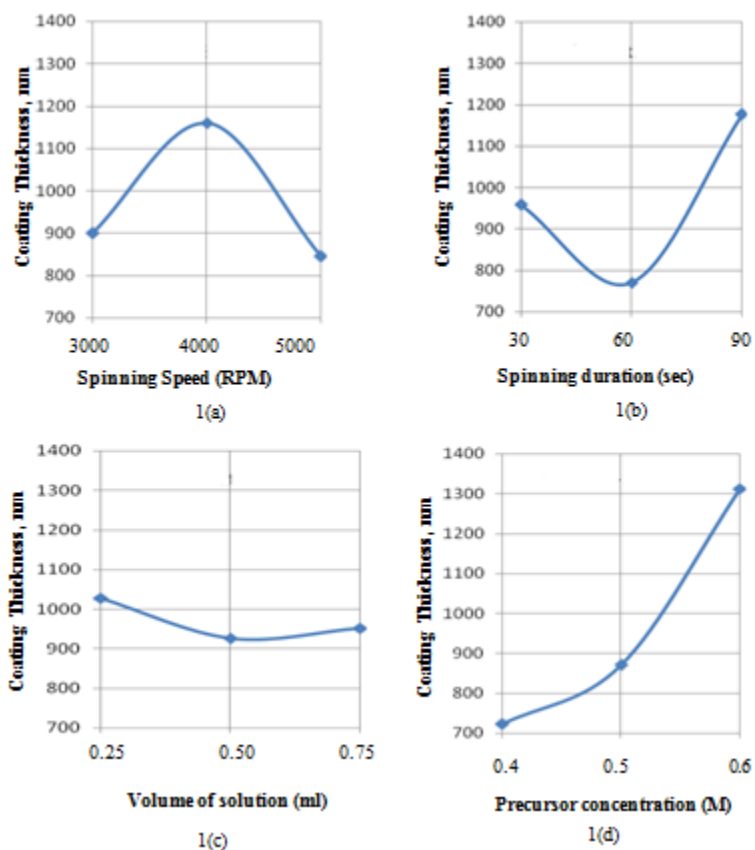 1400
1300
1200
1100
1000
900
800
700
Coating Thickness, nm
3000 4000 5000
Spinning Speed (RPM)
1(a)
1400
1300
1200
1100
1000
900
800
700
Coating Thickness, nm
30 60 90
Spinning duration (sec)
1(b)
1400
1300
1200
1100
1000
900
800
700
Coating Thickness, nm
0.25 0.50 0.75
Volume of solution (ml)
1(c)
1400
1300
1200
1100
1000
900
800
700
Coating Thickness, nm
0.4 0.5 0.6
Precursor concentration (M)
1(d)